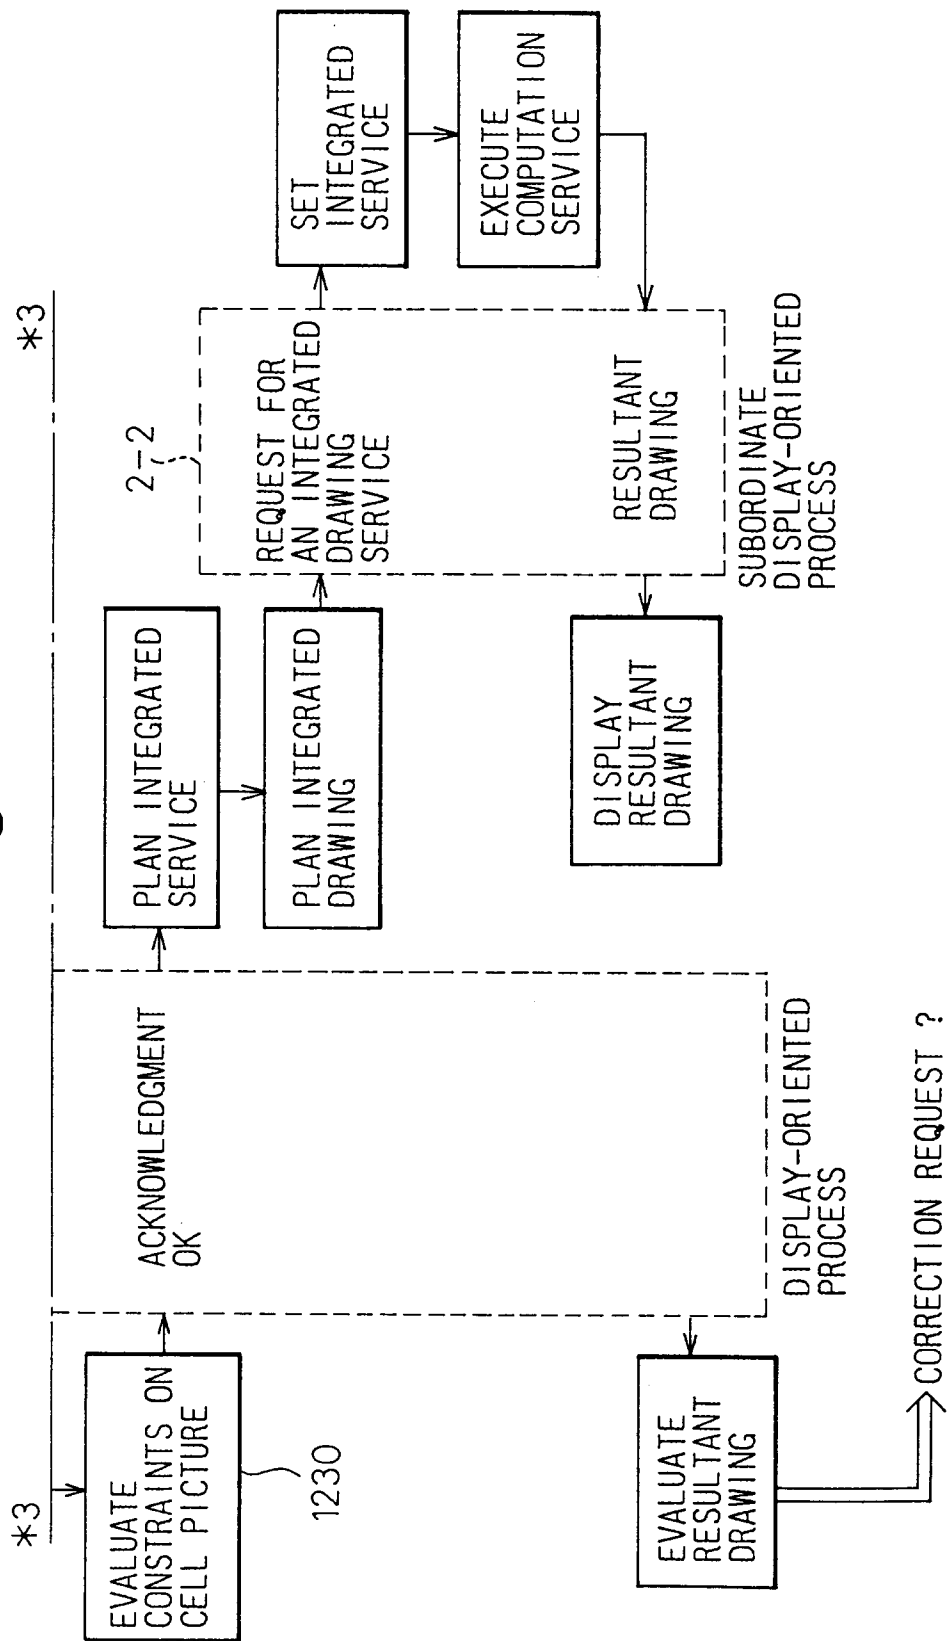 *3
*3
EVALUATE
CONSTRAINTS ON
CELL PICTURE
1230
ACKNOWLEDGMENT
OK
PLAN INTEGRATED
SERVICE
PLAN INTEGRATED
DRAWING
2-2
REQUEST FOR
AN INTEGRATED
DRAWING
SERVICE
SET
INTEGRATED
SERVICE
EXECUTE
COMPUTATION
SERVICE
RESULTANT
DRAWING
SUBORDINATE
DISPLAY-ORIENTED
PROCESS
DISPLAY
RESULTANT
DRAWING
DISPLAY-ORIENTED
PROCESS
EVALUATE
RESULTANT
DRAWING
CORRECTION REQUEST ?